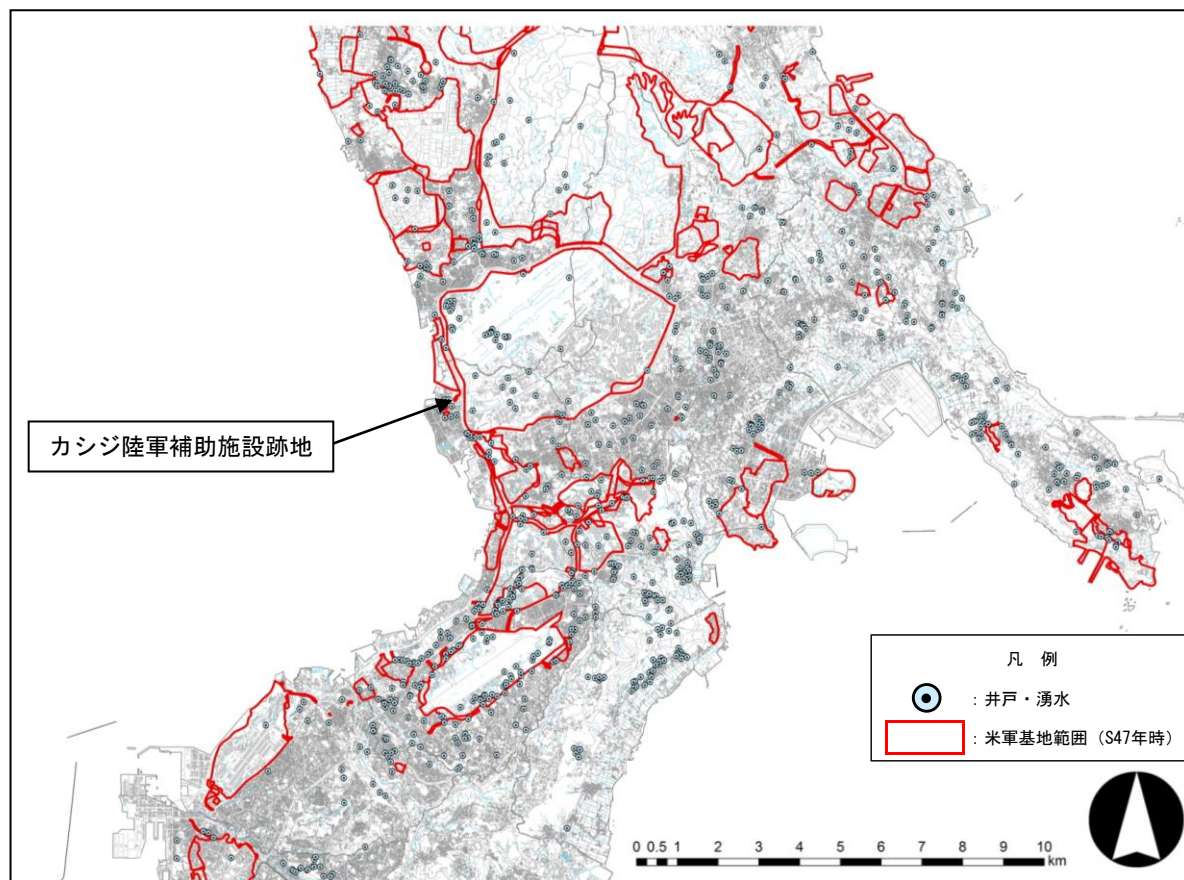 カシジ陸軍補助施設跡地
凡 例
：井戸・湧水
：米軍基地範囲（S47年時）
0 0.5 1 2 3 4 5 6 7 8 9 10
km